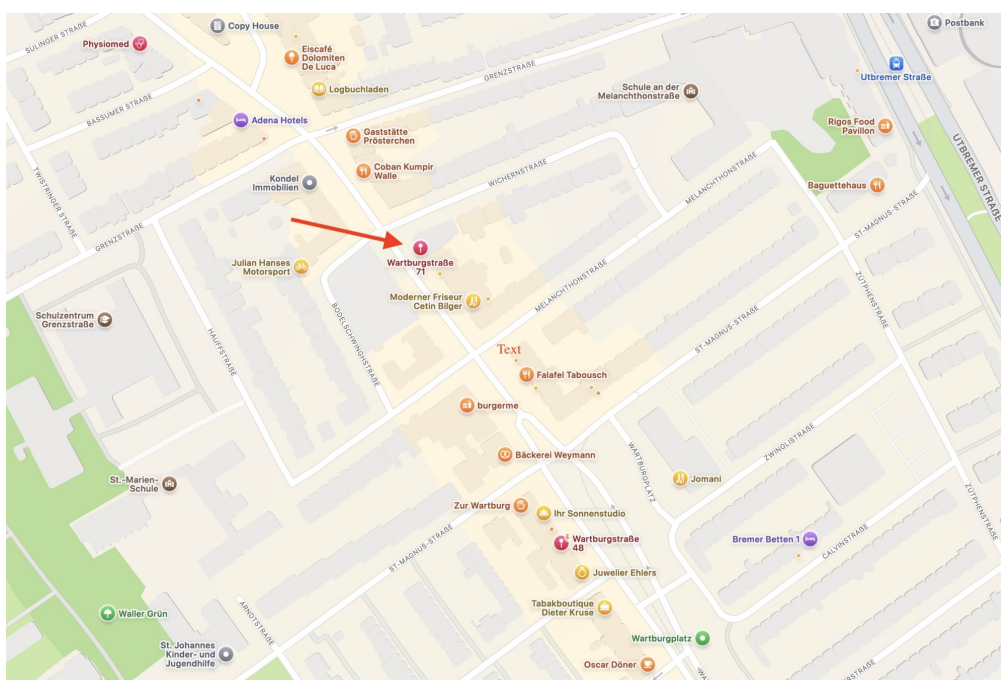 Copy House
Postbank
SULINGER STRAẞE
Physiomed
Eiscafé
Dolomiten
De Luca
GRENZSTRAẞE
Utbremer Straße
Logbuchladen
Schule an der
Melanchthonstraße
BASSUMER STRAẞE
Adena Hotels
Gaststätte
Prösterchen
Rigos Food
Pavillon
UTBREMER STRAẞE
Coban Kumpir
Walle
WICHERNSTRAẞE
Kondel
Immobilien
TWISTRINGER STRAẞE
MELANCHTHONSTRAẞE
Baguettehaus
ST.-MAGNUS-STRAẞE
GRENZSTRAẞE
Julian Hanses
Motorsport
Wartburgstraße
71
MELANCHTHONSTRAẞE
ZÜTPHENSTRAẞE
Moderner Friseur
Cetin Bilger
Schulzentrum
Grenzstraße
BODELSCHWINGHSTRAẞE
HAUFFSTRAẞE
ST.-MAGNUS-STRAẞE
Text
Falafel Tabousch
burgerme
ZWINGLISTRAẞE
Bäckerei Weymann
WARTBURGPLATZ
Jomani
St.-Marien-
Schule
Zur Wartburg
Ihr Sonnenstudio
ZÜTPHENSTRAẞE
Wartburgstraße
48
Bremer Betten 1
CALVINSTRAẞE
ST.-MAGNUS-STRAẞE
Juwelier Ehlers
Waller Grün
ARNDTSTRAẞE
Tabakboutique
Dieter Kruse
Wartburgplatz
St. Johannes
Kinder- und
Jugendhilfe
Oscar Döner